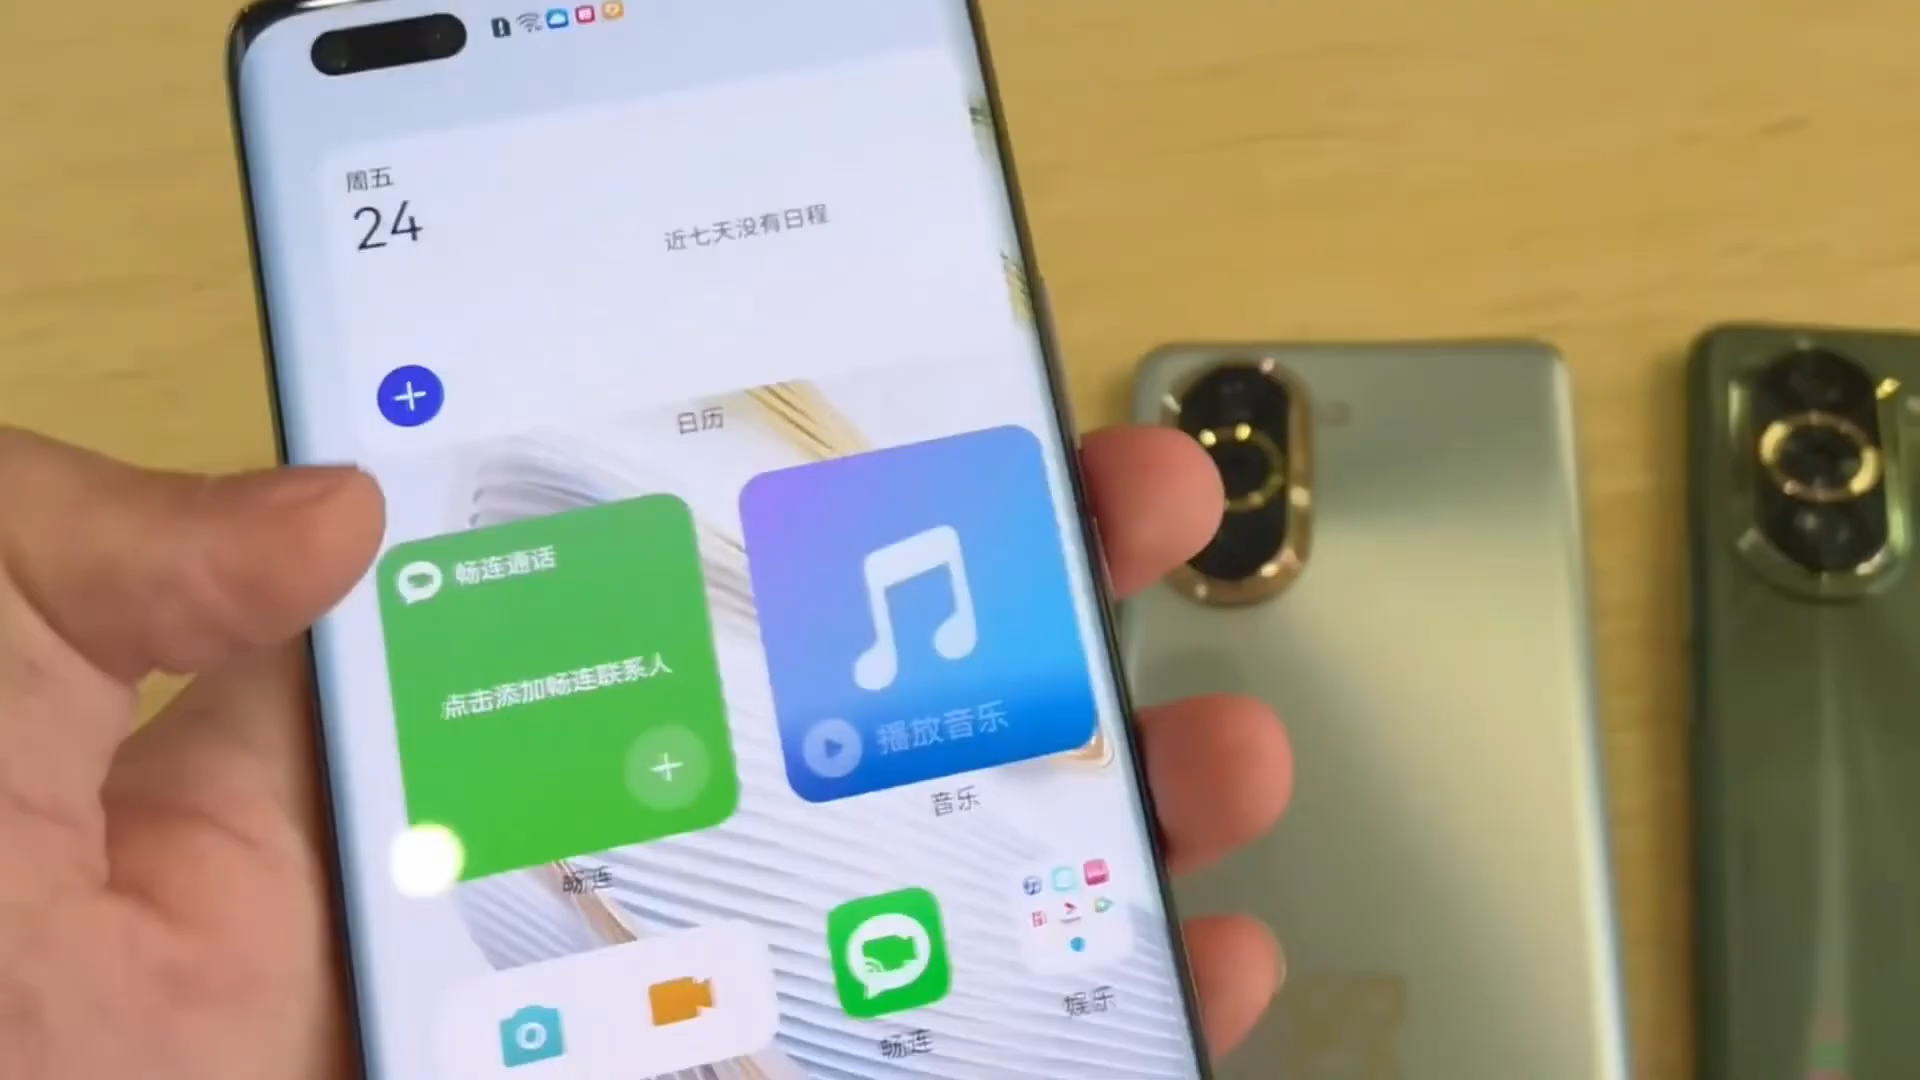 周五
24
近七天没有日程
日历
畅连通话
点击添加畅连联系人
播放音乐
畅连
音乐
畅连
娱乐